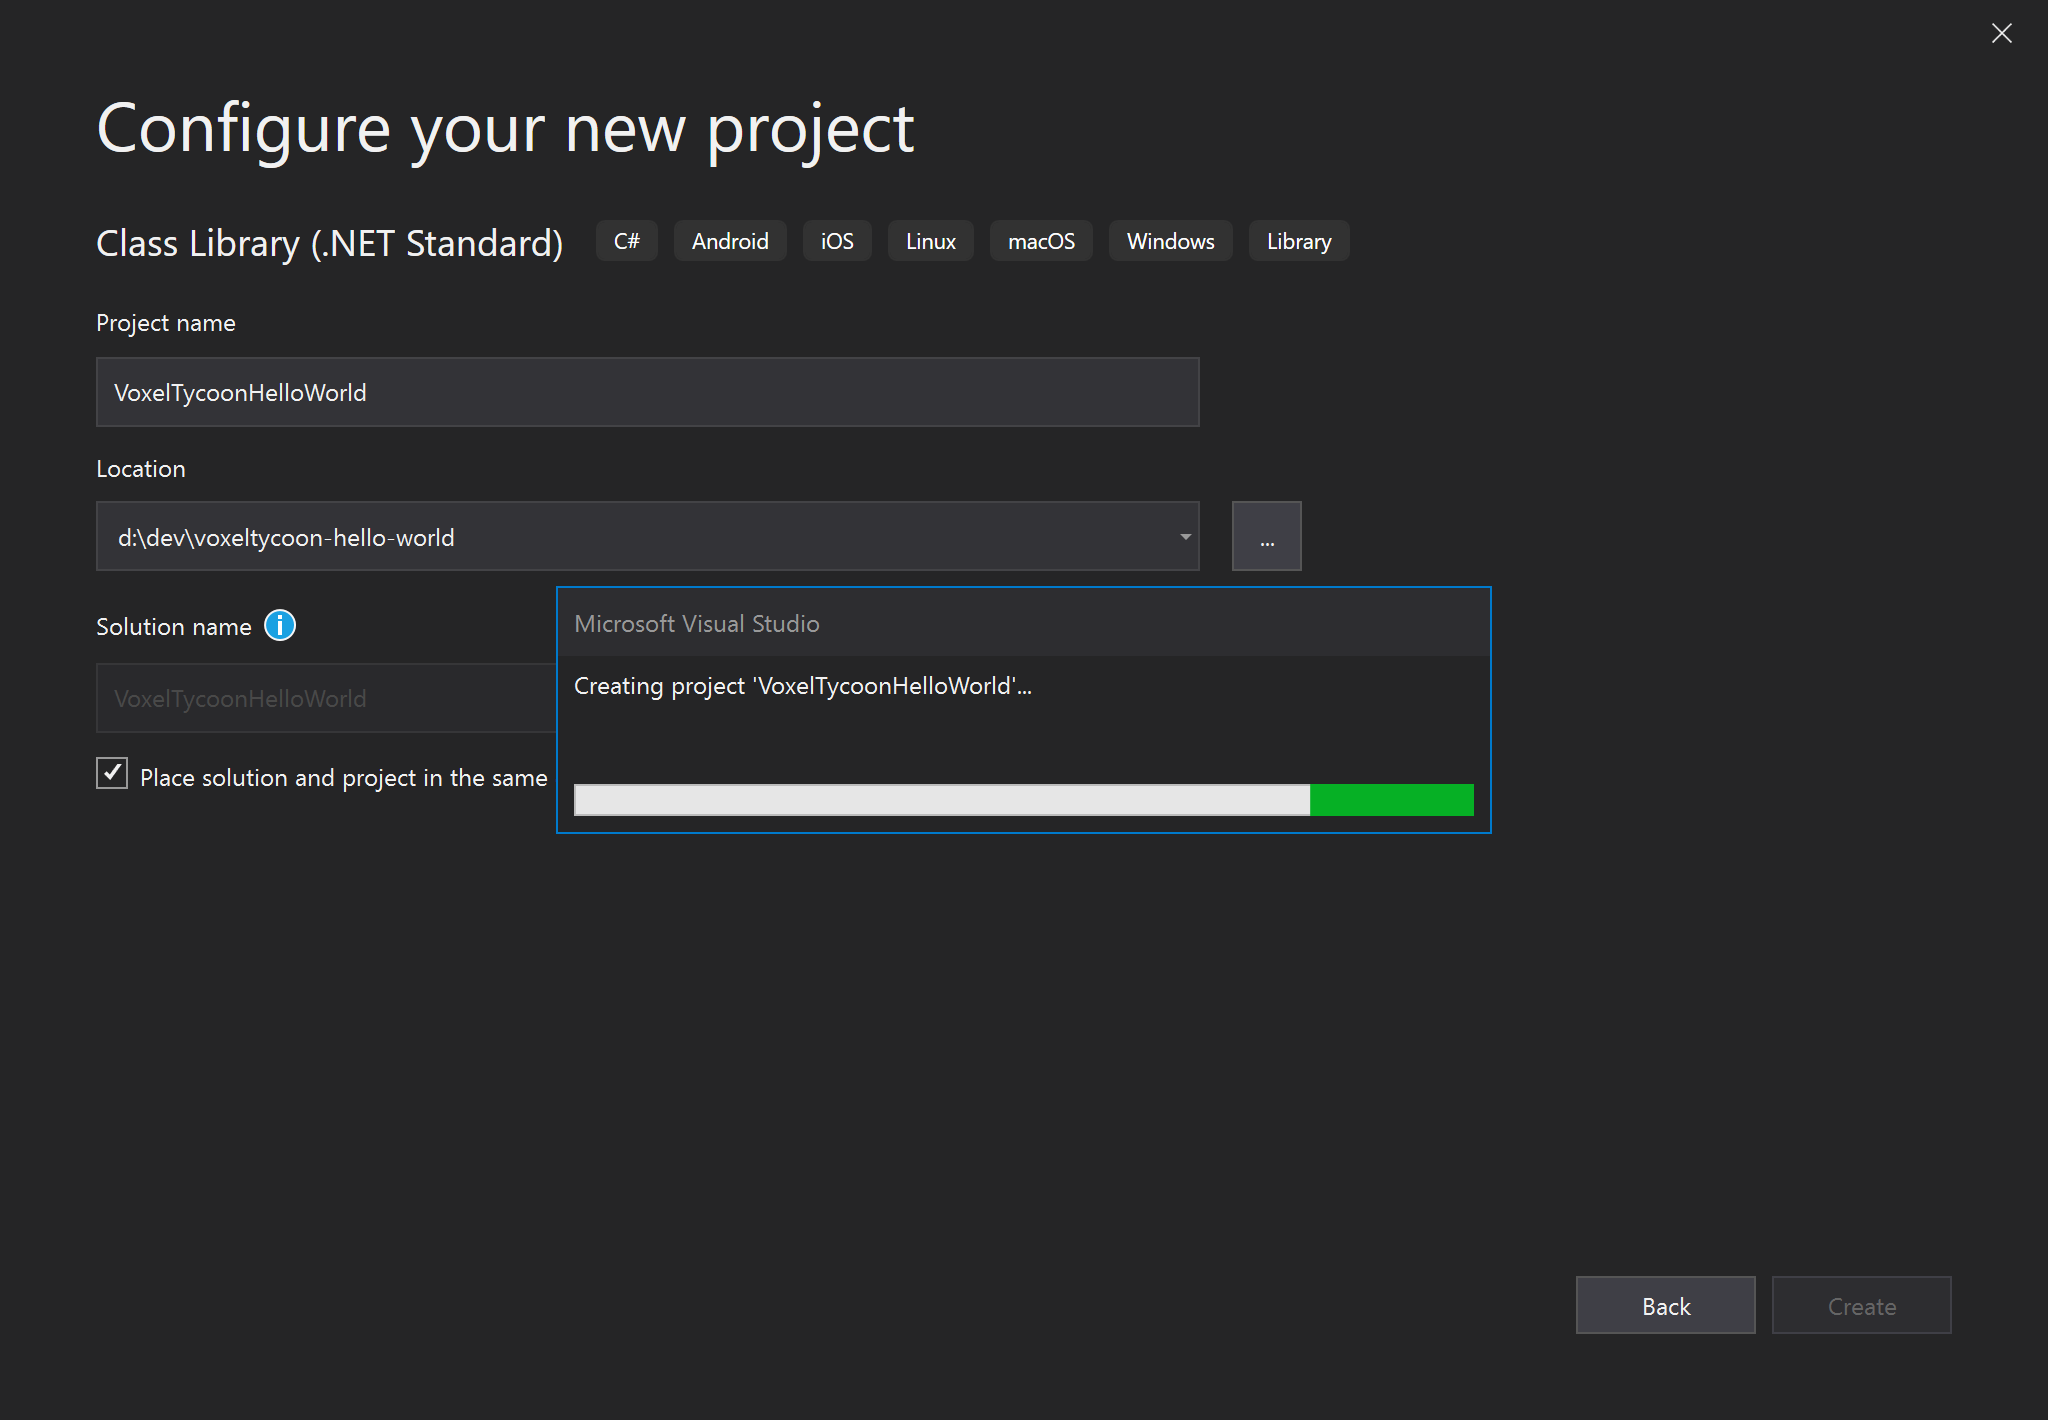 Configure your new project
Class Library (.NET Standard) C# Android iOS Linux macOS Windows Library
Project name
VoxelTycoonHelloWorld
Location
d:\dev\voxeltycoon-hello-world
...
Solution name
VoxelTycoonHelloWorld
Place solution and project in the same
Microsoft Visual Studio
Creating project 'VoxelTycoonHelloWorld'...
Back
Create